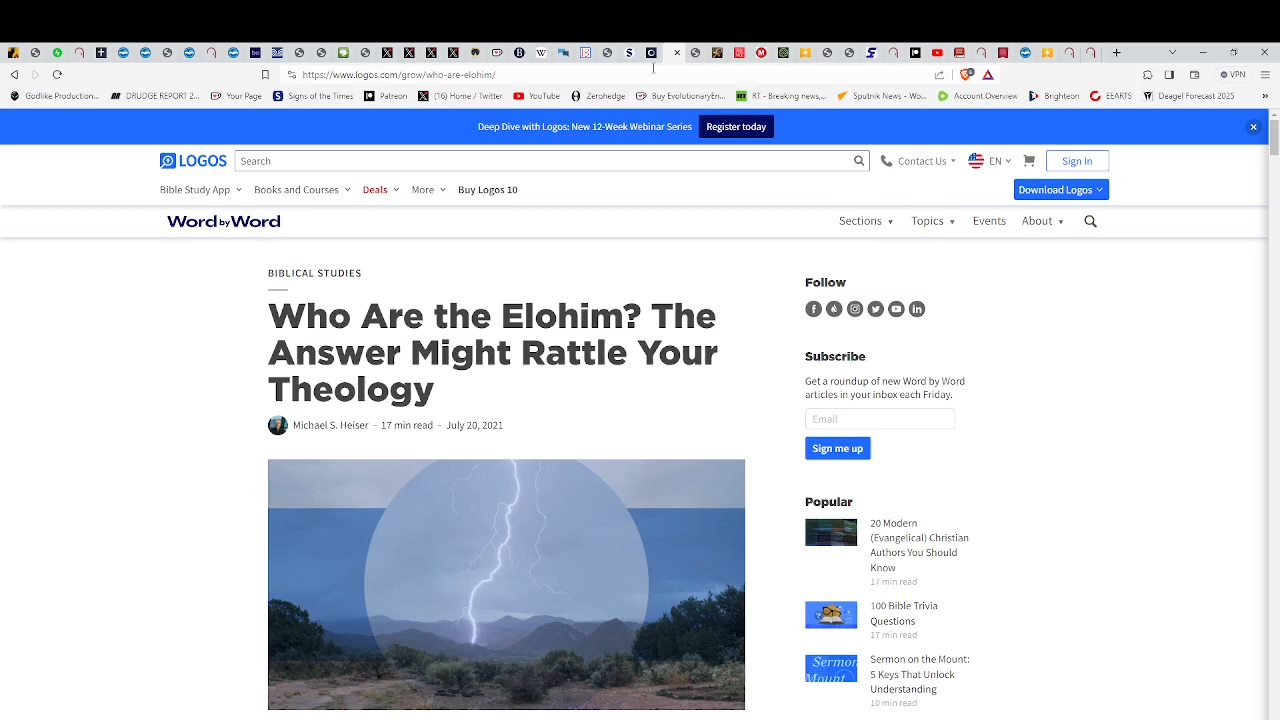 https://www.logos.com/grow/who-are-elohim/
VPN
Godlike Production...
DRUDGE REPORT 2...
Your Page
Signs of the Times
Patreon
(16) Home / Twitter
YouTube
Zerohedge
Buy EvolutionaryEn...
RT - Breaking news,...
Sputnik News - Wo...
Account Overview
Brighteon
EEARTS
Deagel Forecast 2025
»
Deep Dive with Logos: New 12-Week Webinar Series
Register today
LOGOS
Search
Contact Us
EN
Sign In
Bible Study App
Books and Courses
Deals
More
Buy Logos 10
Download Logos
Word by Word
Sections
Topics
Events
About
BIBLICAL STUDIES
Who Are the Elohim? The
Answer Might Rattle Your
Theology
Michael S. Heiser - 17 min read - July 20, 2021
Follow
Subscribe
Get a roundup of new Word by Word
articles in your inbox each Friday.
Email
Sign me up
Popular
20 Modern
(Evangelical) Christian
Authors You Should
Know
17 min read
100 Bible Trivia
Questions
17 min read
Sermon
Mount
Sermon on the Mount:
5 Keys That Unlock
Understanding
10 min read